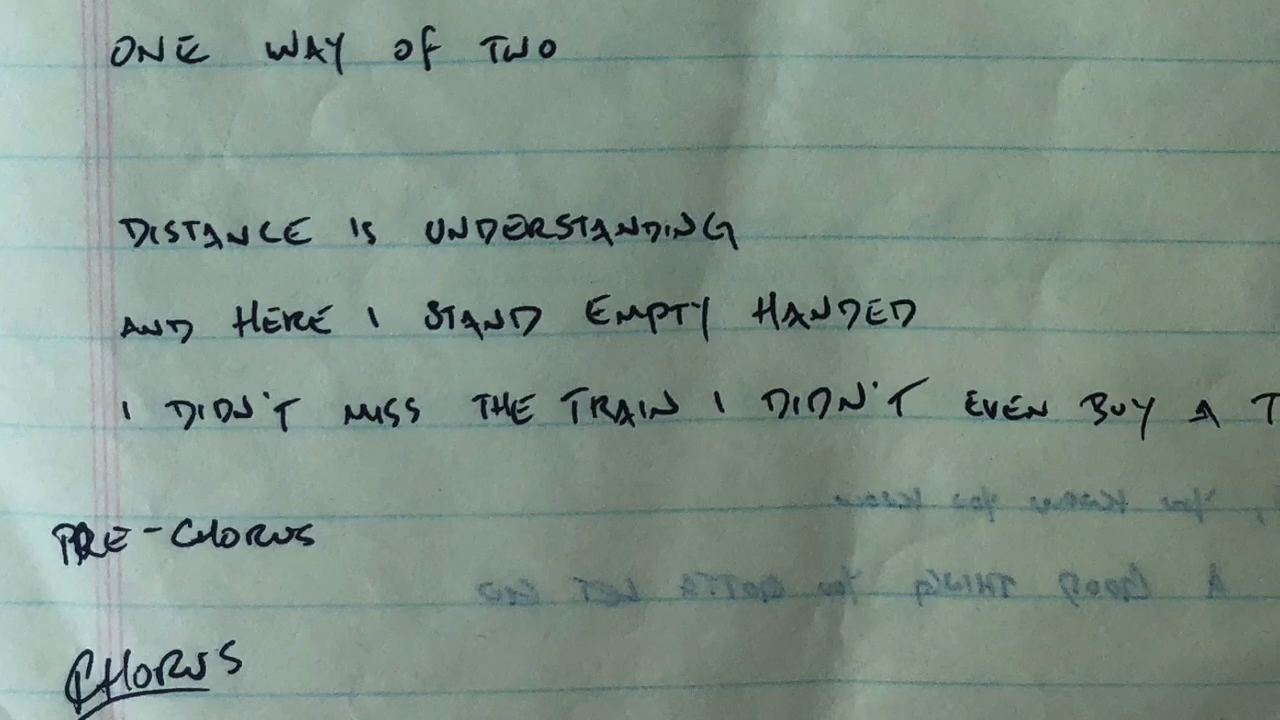 ONE WAY OF TWO
DISTANCE IS UNDERSTANDING
AND HERE I STAND EMPTY HANDED
I DIDN'T MISS THE TRAIN I DIDN'T EVEN BUY A T
PRE-CHORUS
CHORUS